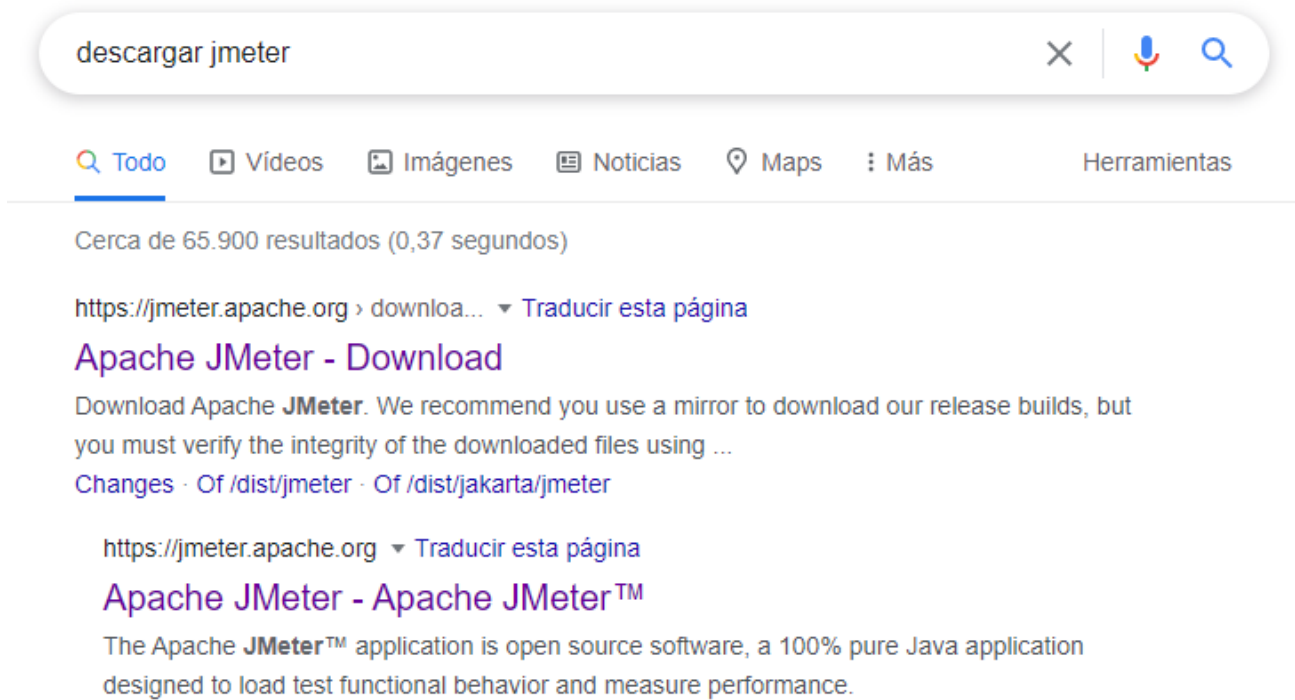 descargar jmeter
Todo Vídeos Imágenes Noticias Maps Más Herramientas
Cerca de 65.900 resultados (0,37 segundos)
https://jmeter.apache.org › downloa... Traducir esta página
Apache JMeter - Download
Download Apache JMeter. We recommend you use a mirror to download our release builds, but
you must verify the integrity of the downloaded files using ...
Changes · Of /dist/jmeter · Of /dist/jakarta/jmeter
https://jmeter.apache.org Traducir esta página
Apache JMeter - Apache JMeter™
The Apache JMeter™ application is open source software, a 100% pure Java application
designed to load test functional behavior and measure performance.